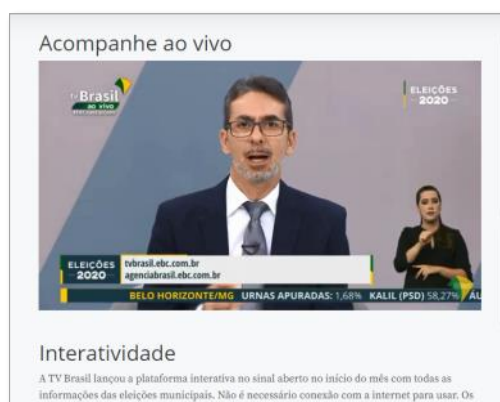 Acompanhe ao vivo
tv Brasil
ao vivo
ELEIÇÕES
2020
ELEIÇÕES
2020
tvbrasil.ebc.com.br
agenciabrasil.ebc.com.br
BELO HORIZONTE/MG URNAS APURADAS: 1,68% KALIL (PSD) 58,27% AU
Interatividade
A TV Brasil lançou a plataforma interativa no sinal aberto no início do mês com todas as
informações das eleições municipais. Não é necessário conexão com a internet para usar. Os